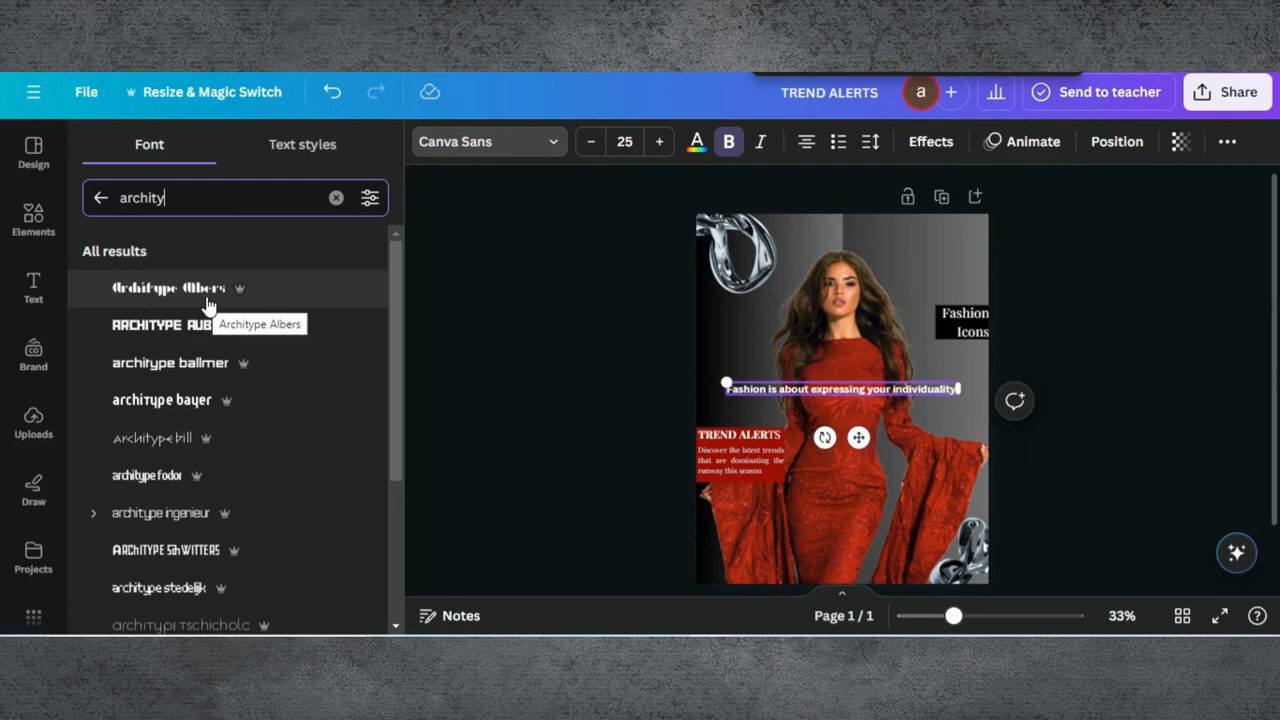 File
Resize & Magic Switch
TREND ALERTS
a
Send to teacher
Share
Design
Elements
Text
Brand
Uploads
Draw
Projects
Font
Text styles
archity
All results
Architype Albers
ARCHITYPE AUB
Architype Albers
architype ballmer
architype bayer
architype bill
architype fodor
architype ingenieur
ARCHITYPE SchWITTERS
architype stedelijk
architype tschichold
Canva Sans
25
B
I
A
Effects
Animate
Position
Fashion
Icons
Fashion is about expressing your individuality
TREND ALERTS
Discover the latest trends
that are dominating the
runway this season
Notes
Page 1 / 1
33%